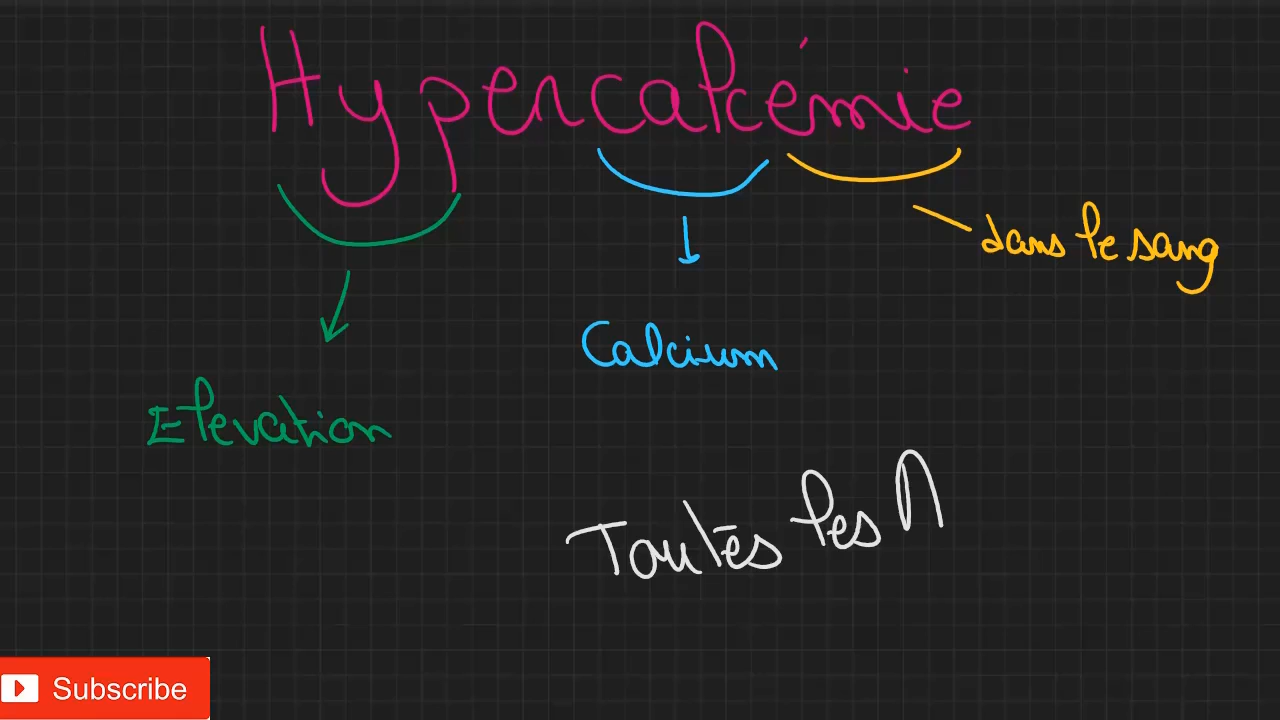 Hypercalcémie
dans le sang
Calcium
Elevation
Toutes les
Subscribe